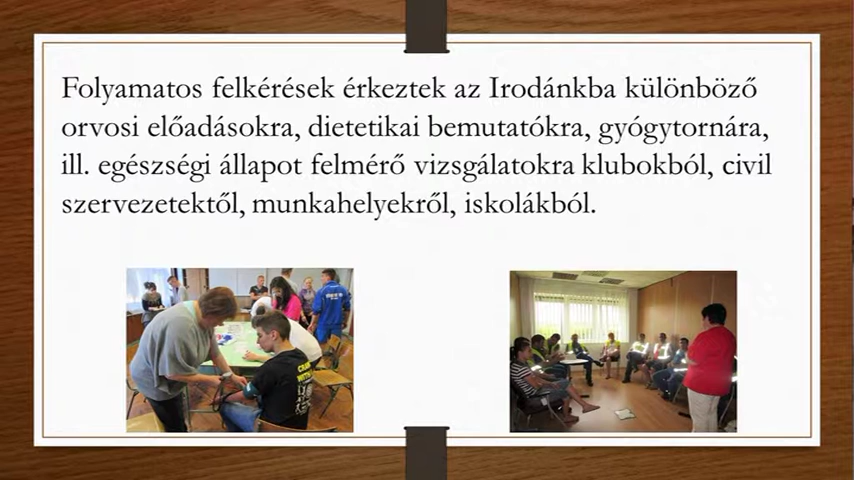 Folyamatos felkérések érkeztek az Irodánkba különböző
orvosi előadásokra, dietetikai bemutatókra, gyógytornára,
ill. egészségi állapot felmérő vizsgálatokra klubokból, civil
szervezetektől, munkahelyekről, iskolákból.